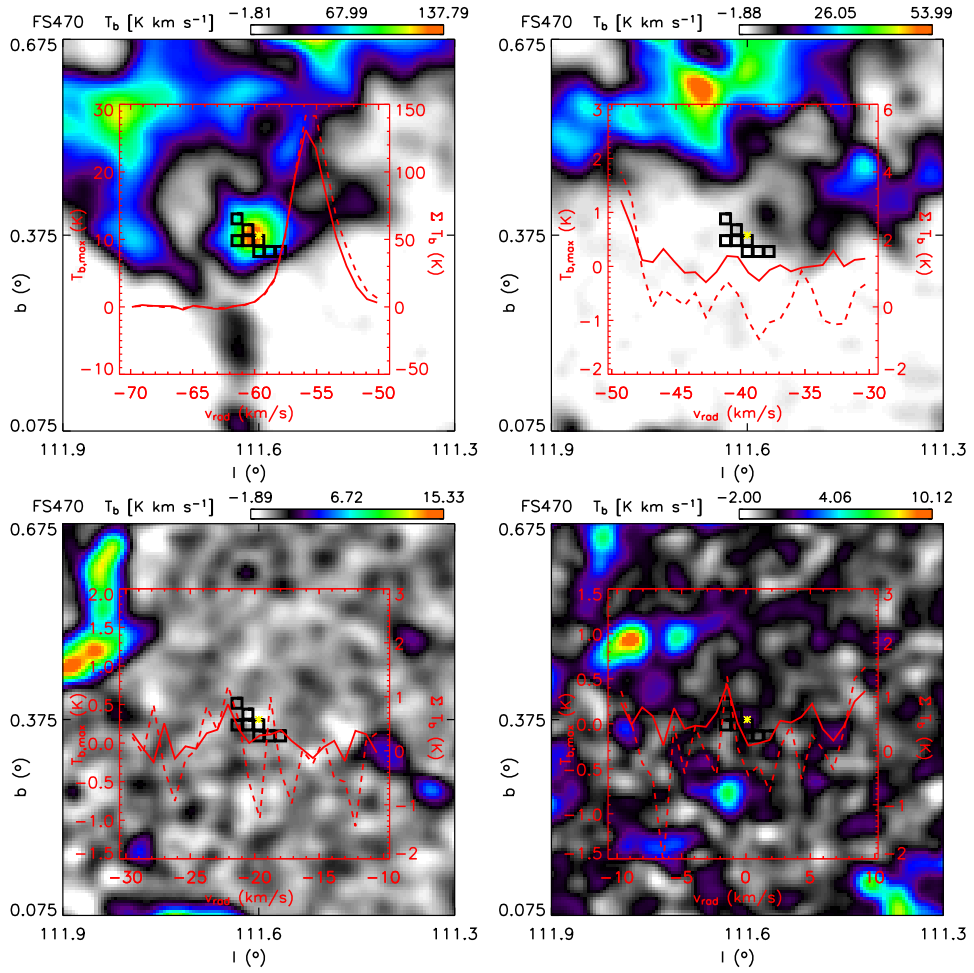 FS470 T_b [K km s⁻¹] −1.81 67.99 137.79
0.675
0.375
0.075
b (°)
111.9 111.6 111.3
l (°)
30
20
10
0
−10
T_b,max (K)
150
100
50
0
−50
Σ T_b (K)
−70 −65 −60 −55 −50
v_rad (km/s)
FS470 T_b [K km s⁻¹] −1.88 26.05 53.99
0.675
0.375
0.075
b (°)
111.9 111.6 111.3
l (°)
3
2
1
0
−1
−2
T_b,max (K)
6
4
2
0
−2
Σ T_b (K)
−50 −45 −40 −35 −30
v_rad (km/s)
FS470 T_b [K km s⁻¹] −1.89 6.72 15.33
0.675
0.375
0.075
b (°)
111.9 111.6 111.3
l (°)
2.0
1.5
1.0
0.5
0.0
−0.5
−1.0
−1.5
T_b,max (K)
3
2
1
0
−1
−2
Σ T_b (K)
−30 −25 −20 −15 −10
v_rad (km/s)
FS470 T_b [K km s⁻¹] −2.00 4.06 10.12
0.675
0.375
0.075
b (°)
111.9 111.6 111.3
l (°)
1.5
1.0
0.5
0.0
−0.5
−1.0
−1.5
T_b,max (K)
3
2
1
0
−1
−2
Σ T_b (K)
−10 −5 0 5 10
v_rad (km/s)